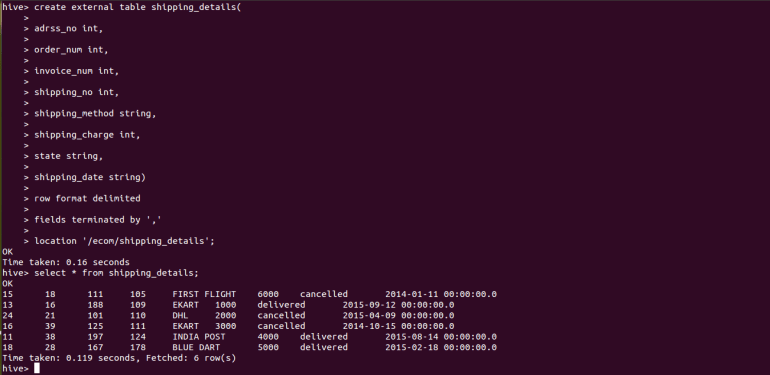 hive> create external table shipping_details(
    >
    > adrss_no int,
    >
    > order_num int,
    >
    > invoice_num int,
    >
    > shipping_no int,
    >
    > shipping_method string,
    >
    > shipping_charge int,
    >
    > state string,
    >
    > shipping_date string)
    >
    > row format delimited
    >
    > fields terminated by ','
    >
    > location '/ecom/shipping_details';
OK
Time taken: 0.16 seconds
hive> select * from shipping_details;
OK
15 18 111 105 FIRST FLIGHT 6000 cancelled 2014-01-11 00:00:00.0
13 16 188 109 EKART 1000 delivered 2015-09-12 00:00:00.0
24 21 101 110 DHL 2000 cancelled 2015-04-09 00:00:00.0
16 39 125 111 EKART 3000 cancelled 2014-10-15 00:00:00.0
11 38 197 124 INDIA POST 4000 delivered 2015-08-14 00:00:00.0
18 28 167 178 BLUE DART 5000 delivered 2015-02-18 00:00:00.0
Time taken: 0.119 seconds, Fetched: 6 row(s)
hive>